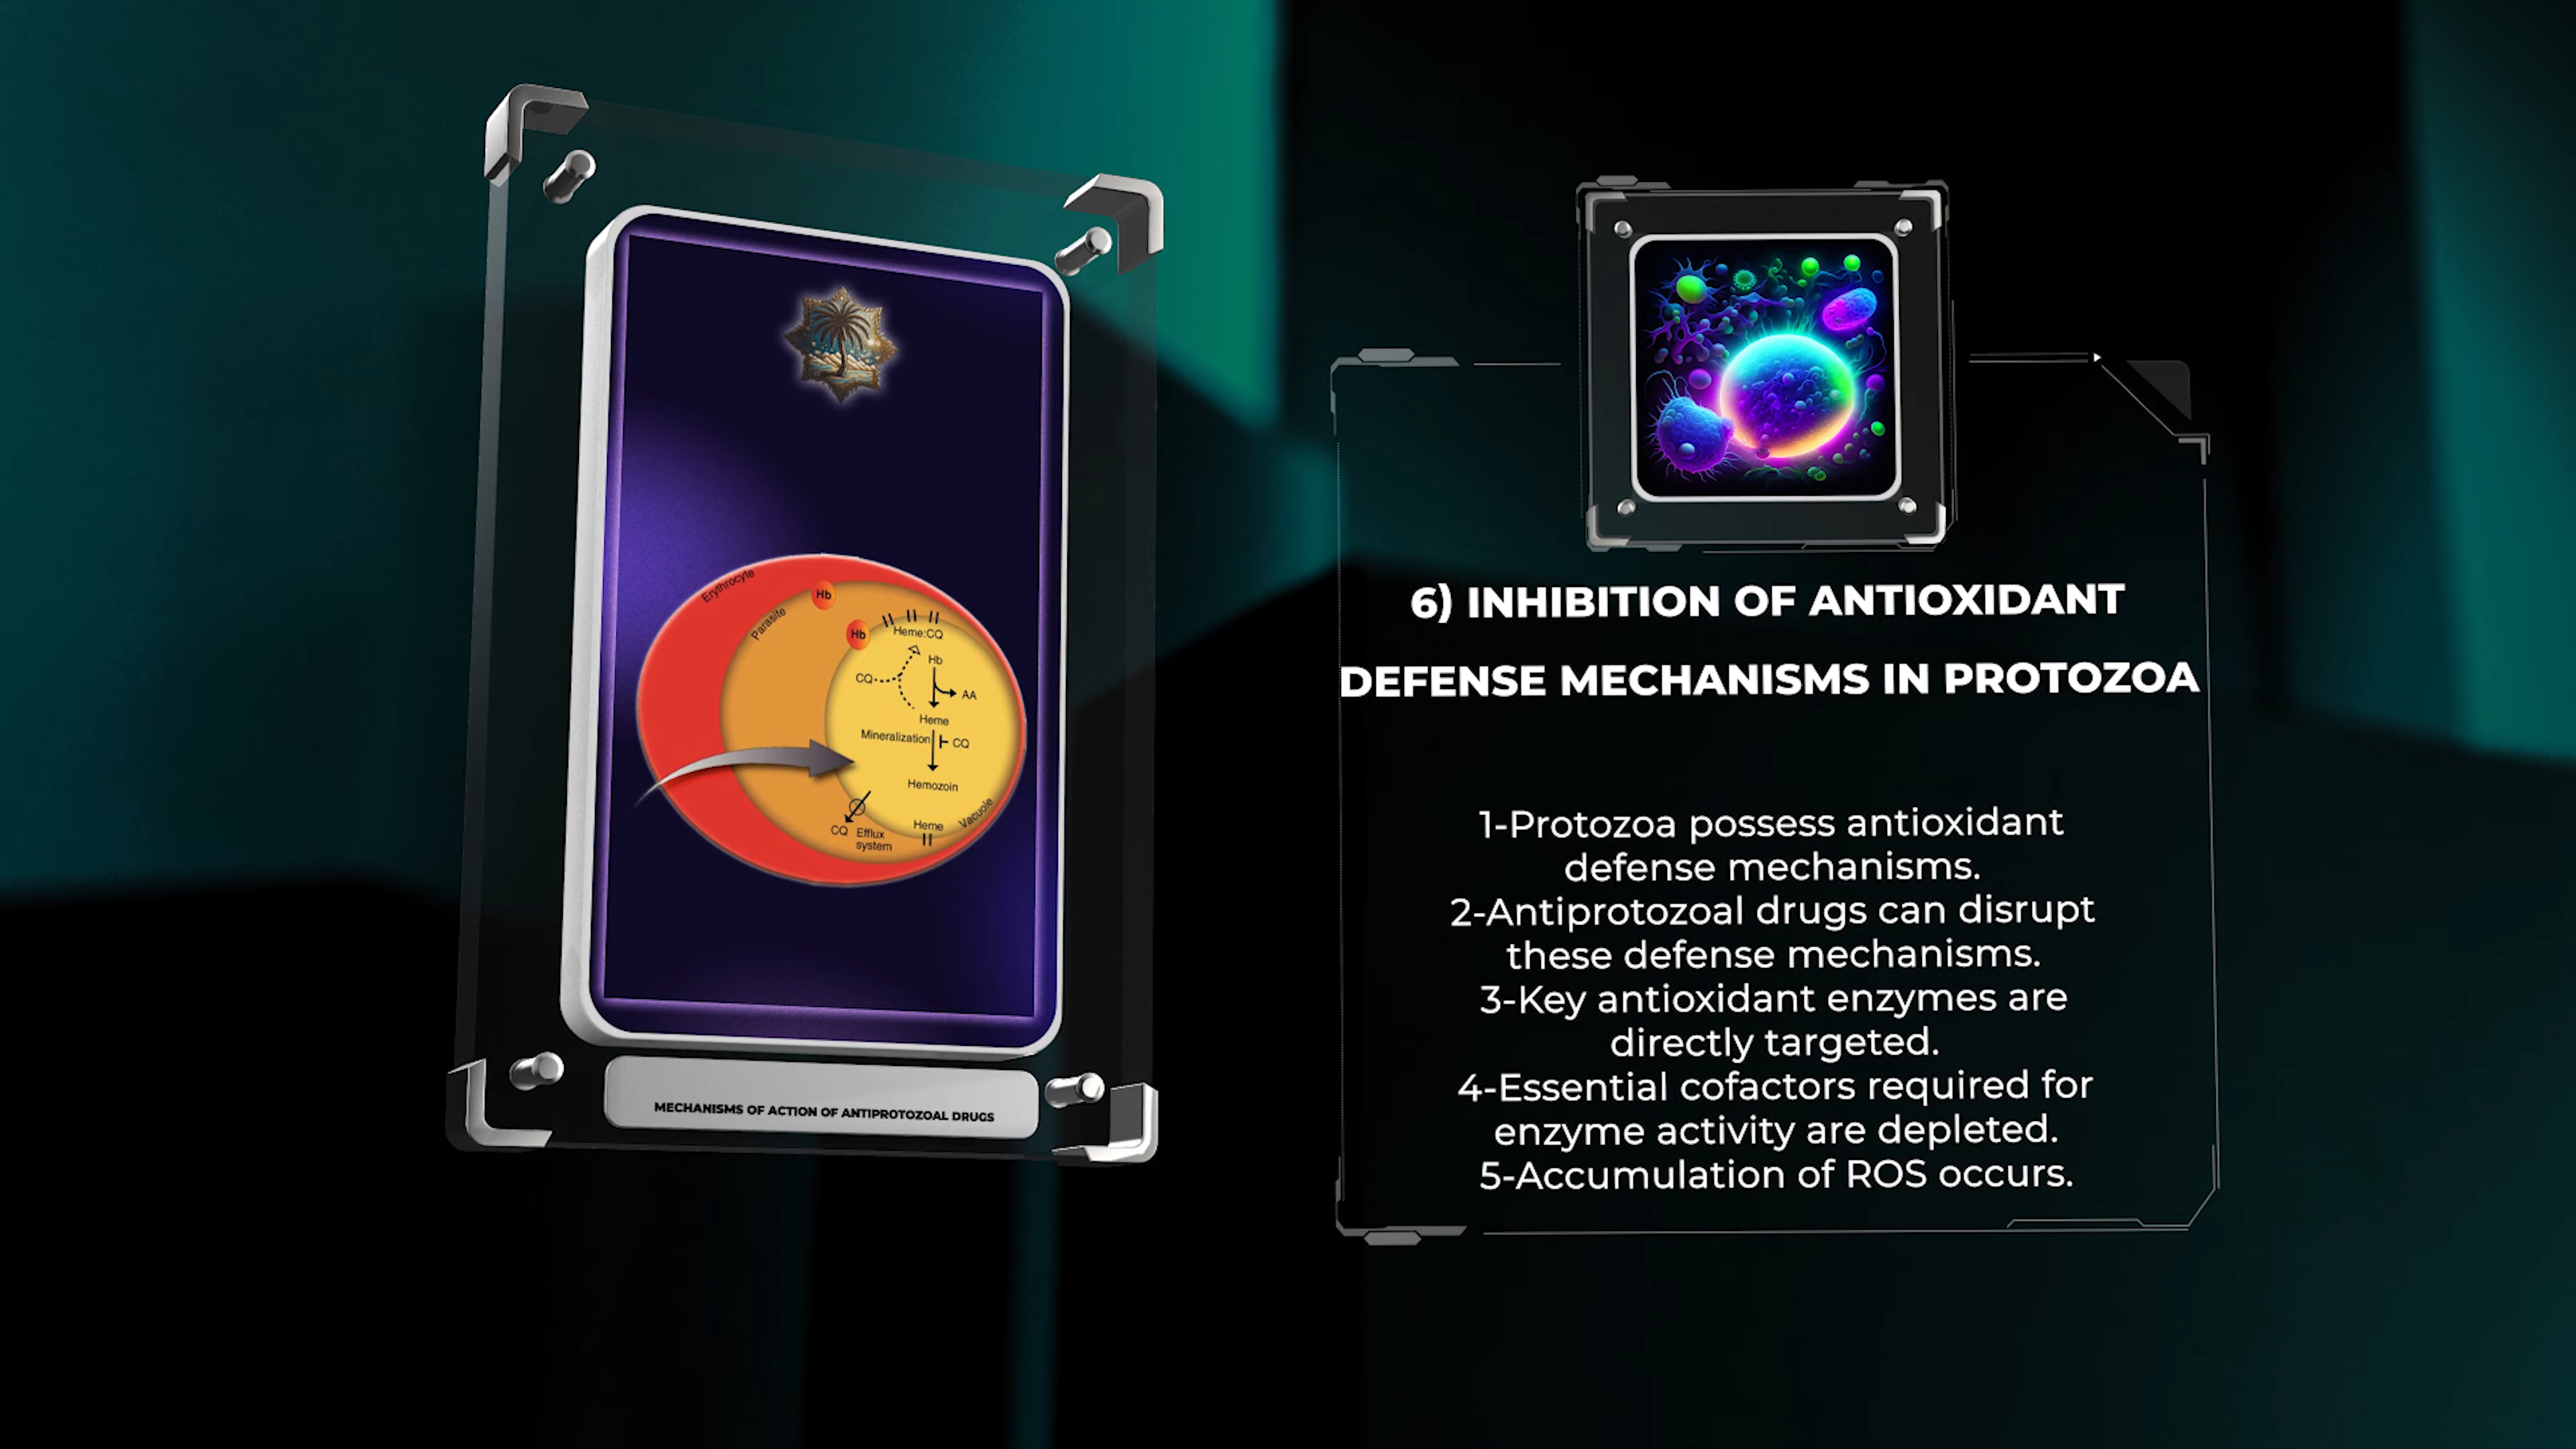 Erythrocyte
Parasite
Hb
Hb
Heme:CQ
Hb
CQ
AA
Heme
Mineralization
CQ
Hemozoin
Vacuole
Heme
CQ
Efflux
system
MECHANISMS OF ACTION OF ANTIPROTOZOAL DRUGS
6) INHIBITION OF ANTIOXIDANT
DEFENSE MECHANISMS IN PROTOZOA
1-Protozoa possess antioxidant
defense mechanisms.
2-Antiprotozoal drugs can disrupt
these defense mechanisms.
3-Key antioxidant enzymes are
directly targeted.
4-Essential cofactors required for
enzyme activity are depleted.
5-Accumulation of ROS occurs.